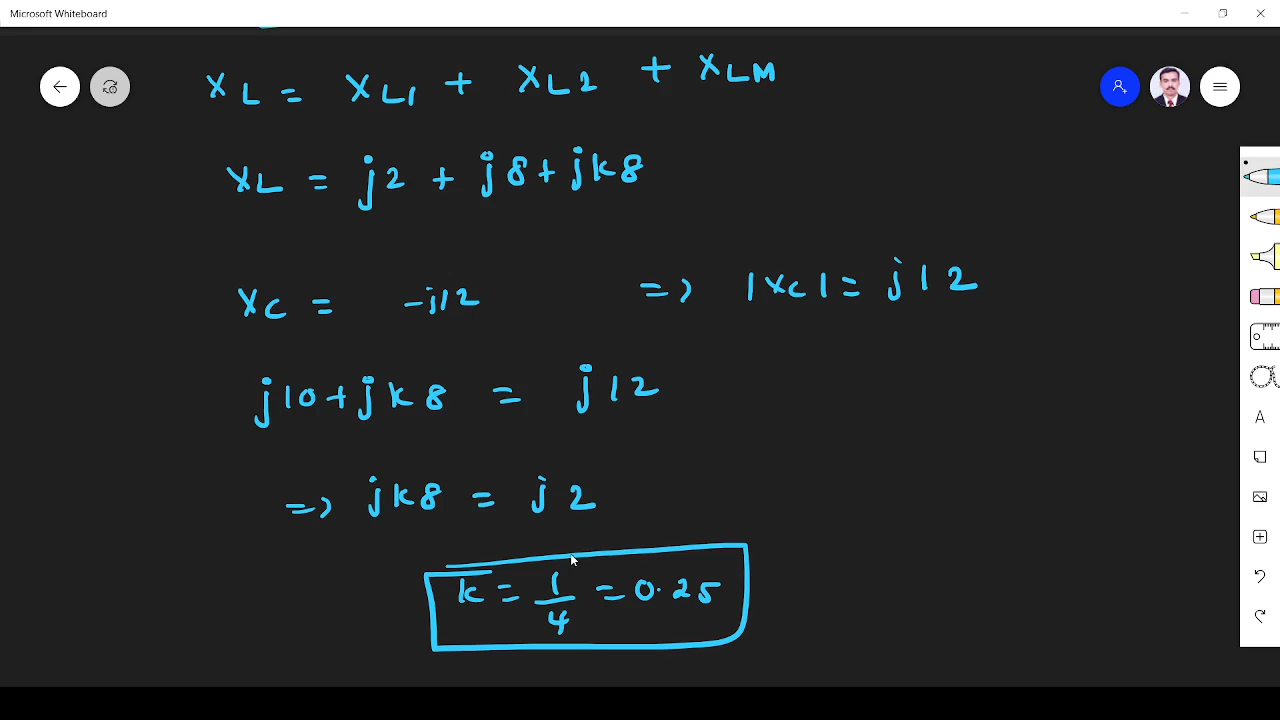 Microsoft Whiteboard
XL = XL1 + XL2 + XLM
XL = j2 + j8 + jk8
XC = -j12 => |XC| = j12
j10 + jk8 = j12
=> jk8 = j2
k = 1/4 = 0.25
A